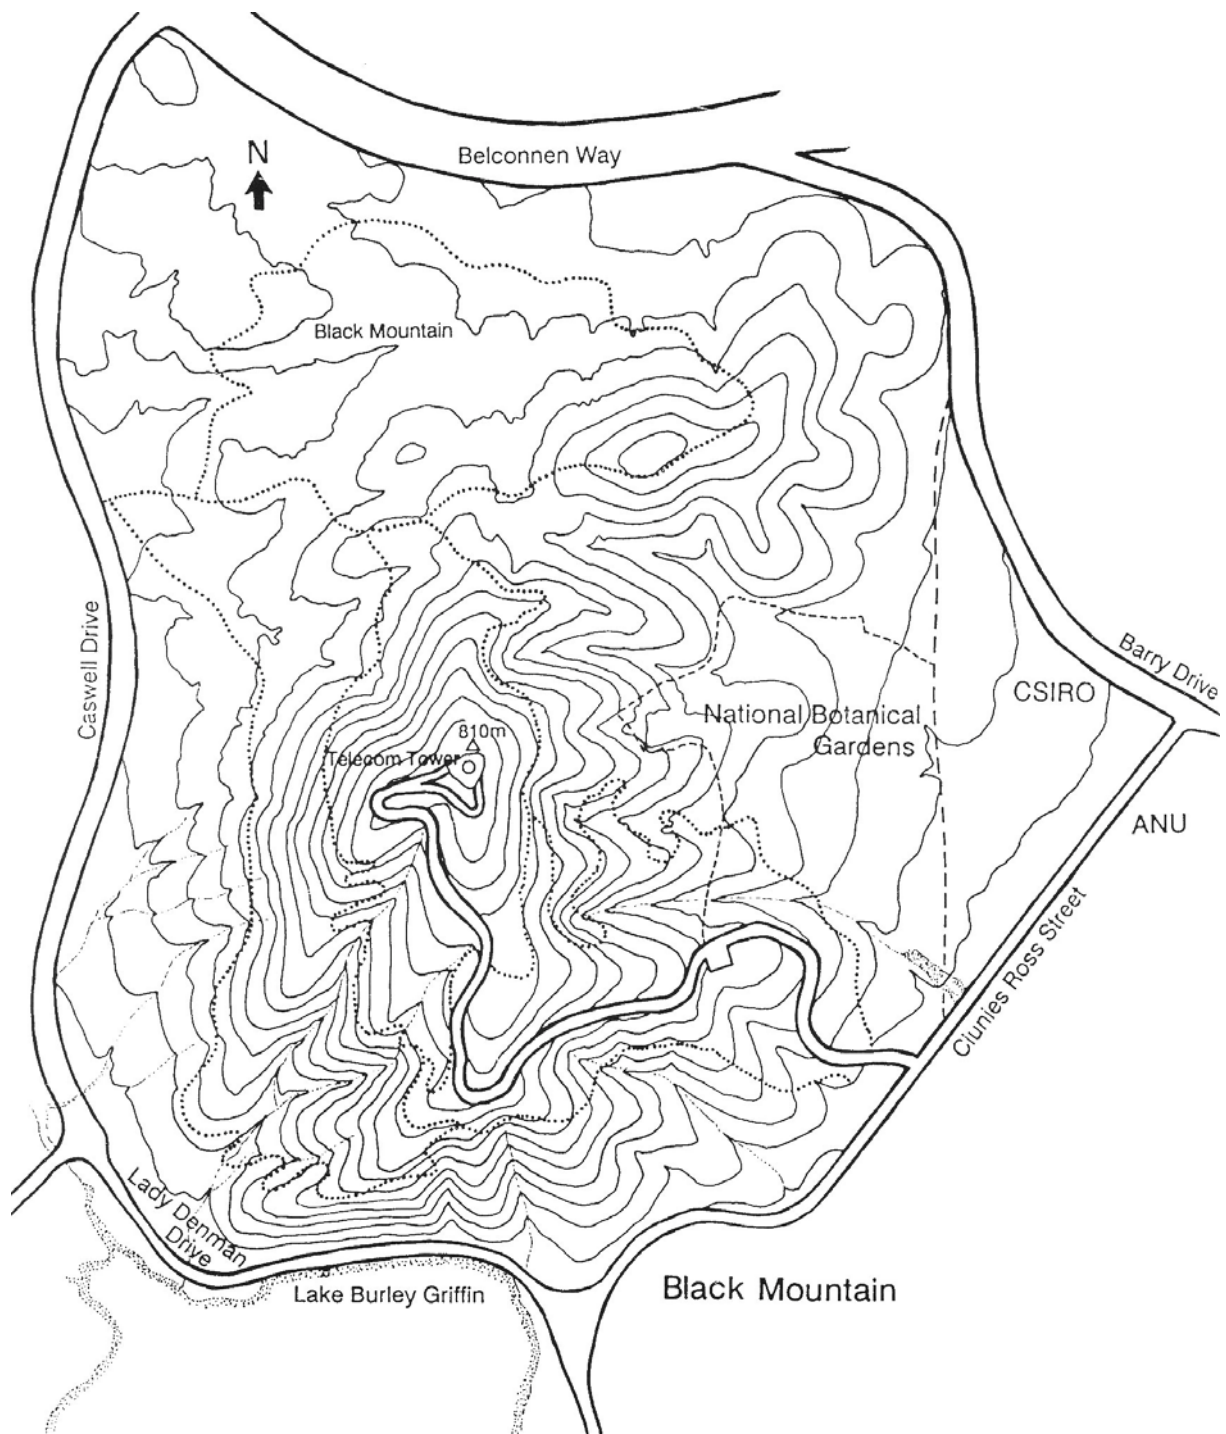 N
Belconnen Way
Black Mountain
Caswell Drive
Barry Drive
CSIRO
National Botanical
Gardens
810m
Telecom Tower
ANU
Clunies Ross Street
Lady Denman
Drive
Lake Burley Griffin
Black Mountain